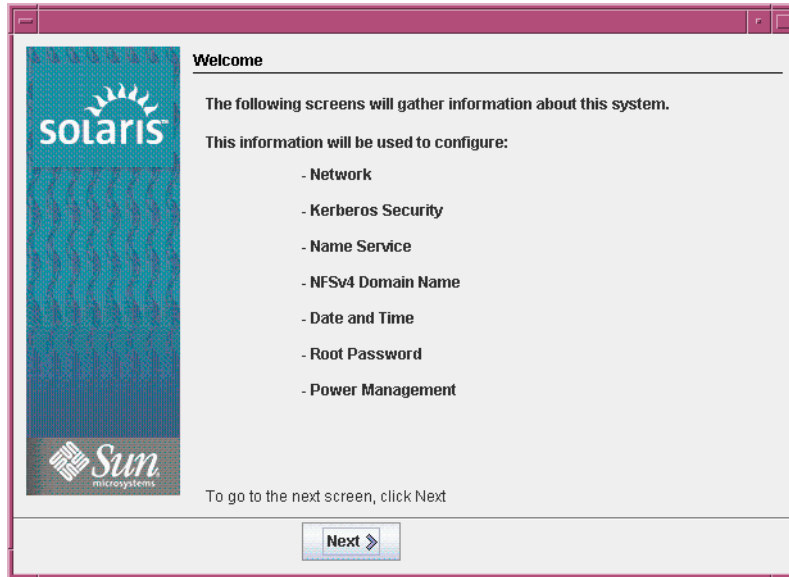 Welcome
solaris™
The following screens will gather information about this system.
This information will be used to configure:
- Network
- Kerberos Security
- Name Service
- NFSv4 Domain Name
- Date and Time
- Root Password
- Power Management
Sun
microsystems
To go to the next screen, click Next
Next